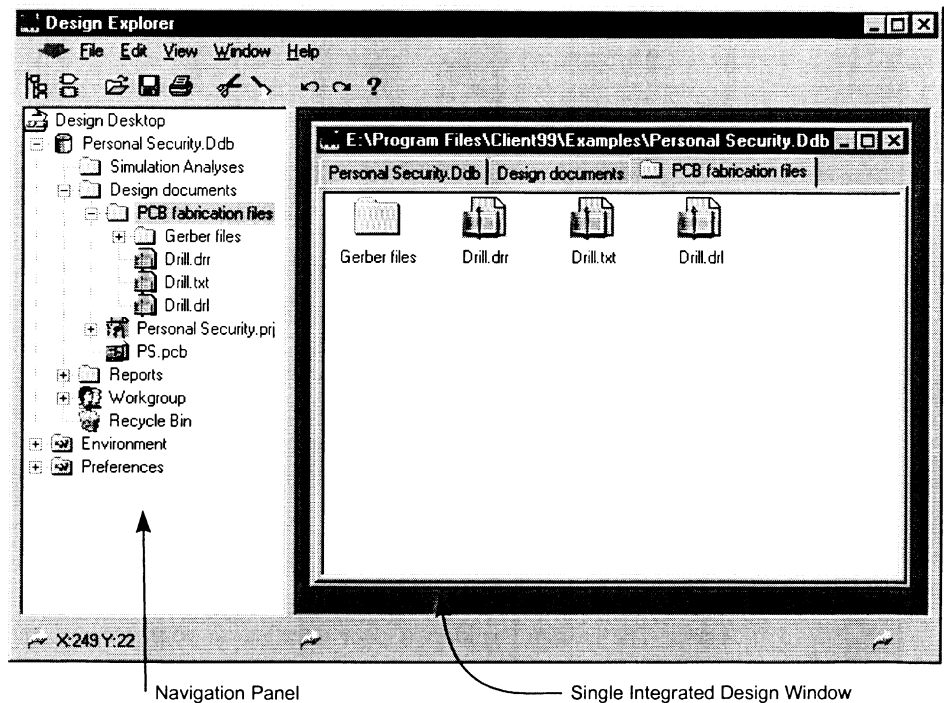 Design Explorer
File Edit View Window Help
Design Desktop
Personal Security.Ddb
Simulation Analyses
Design documents
PCB fabrication files
Gerber files
Drill.drr
Drill.txt
Drill.drl
Personal Security.prj
PS.pcb
Reports
Workgroup
Recycle Bin
Environment
Preferences
E:\Program Files\Client99\Examples\Personal Security.Ddb
Personal Security.Ddb Design documents PCB fabrication files
Gerber files Drill.drr Drill.txt Drill.drl
X:249 Y:22
Navigation Panel Single Integrated Design Window